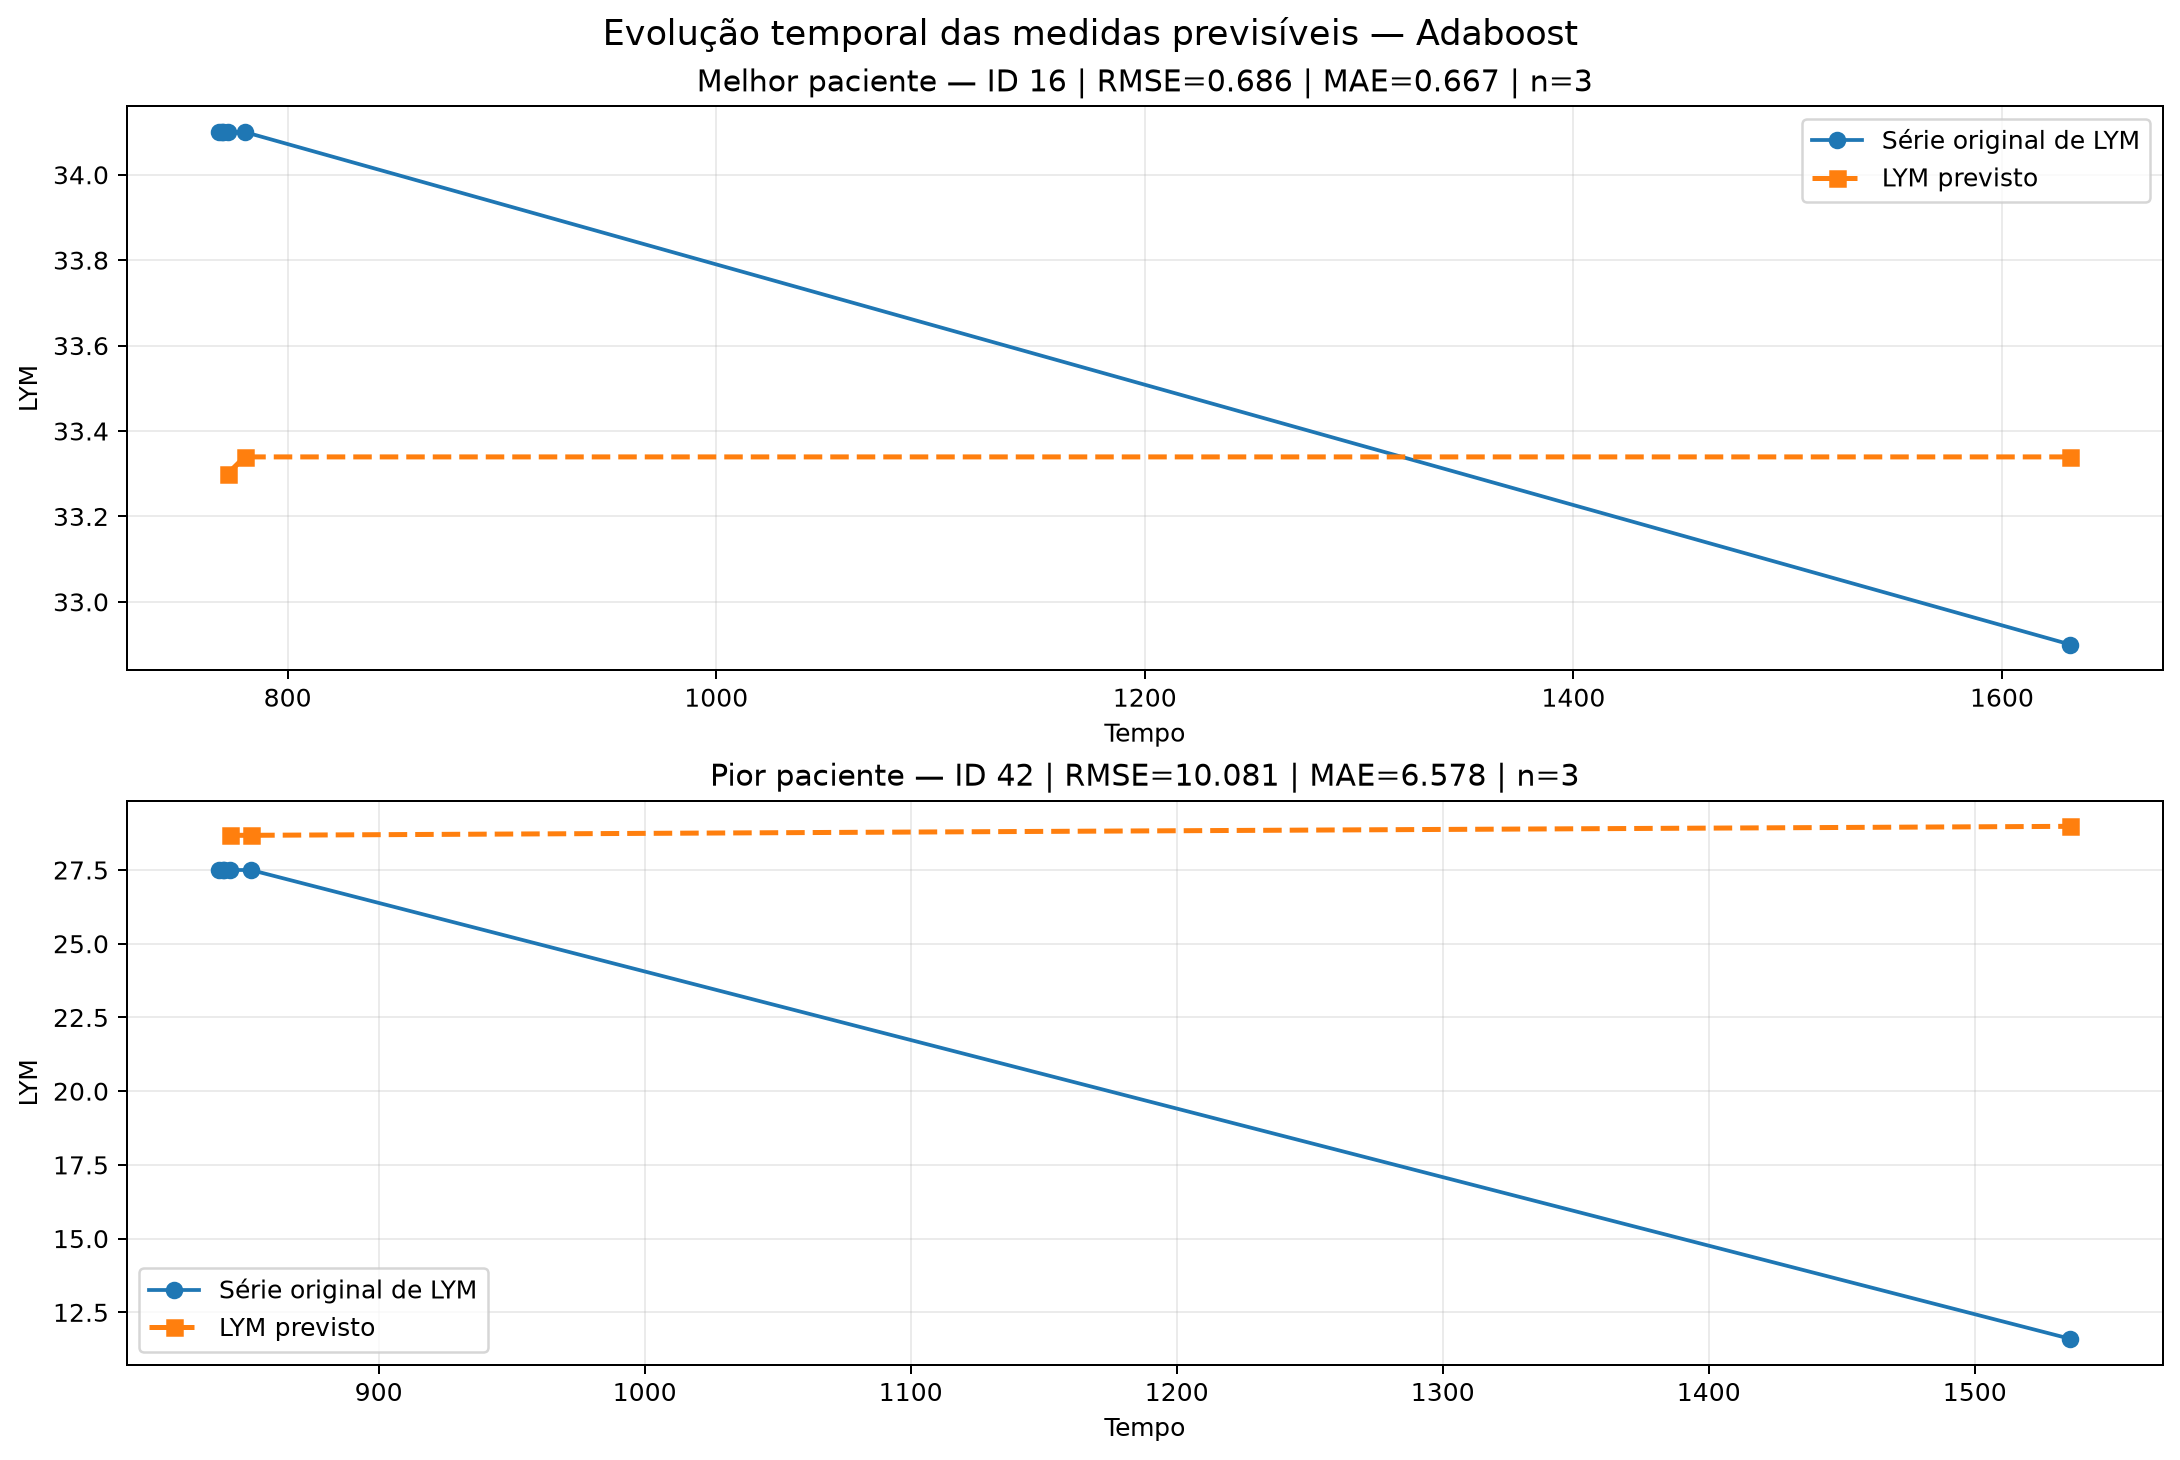 Evolução temporal das medidas previsíveis — Adaboost
Melhor paciente — ID 16 | RMSE=0.686 | MAE=0.667 | n=3
Série original de LYM
LYM previsto
34.0
33.8
33.6
33.4
33.2
33.0
LYM
800 1000 1200 1400 1600
Tempo
Pior paciente — ID 42 | RMSE=10.081 | MAE=6.578 | n=3
27.5
25.0
22.5
20.0
17.5
15.0
12.5
LYM
Série original de LYM
LYM previsto
900 1000 1100 1200 1300 1400 1500
Tempo